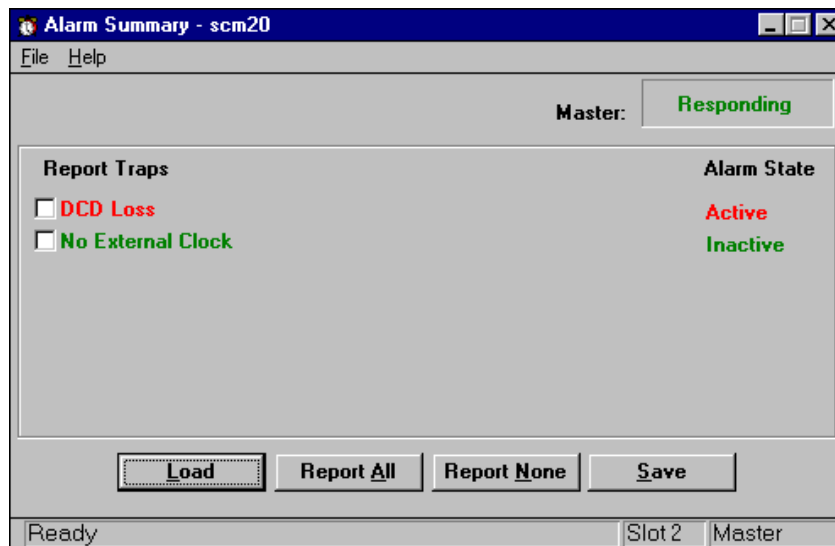 Alarm Summary - scm20
File Help
Master: Responding
Report Traps Alarm State
DCD Loss Active
No External Clock Inactive
Load Report All Report None Save
Ready Slot 2 Master